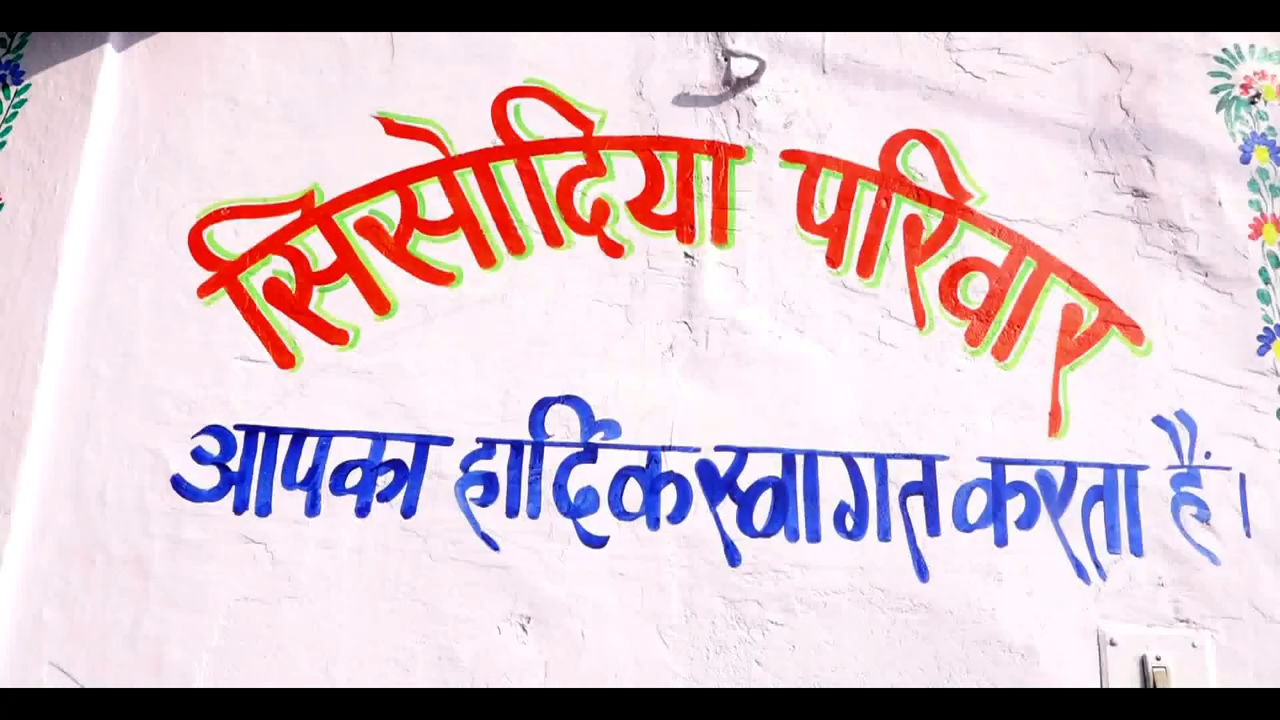 सिसोदिया परिवार
आपका हार्दिक स्वागत करता हैं।